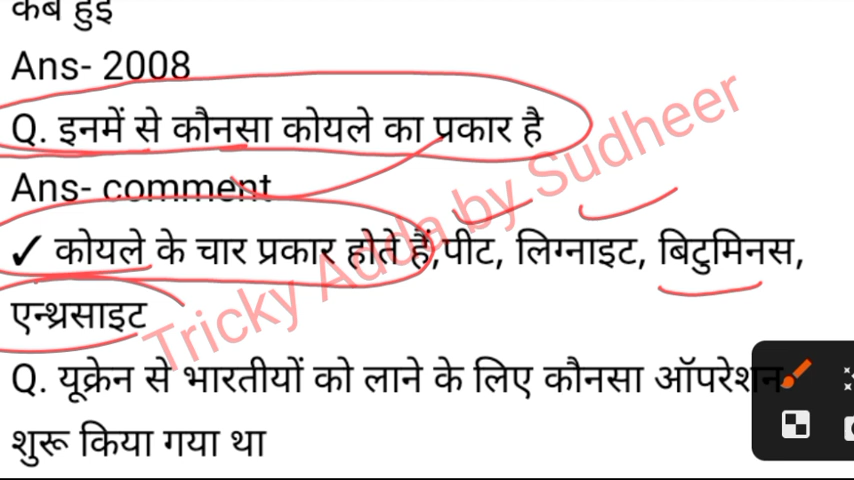 कब हुई
Ans- 2008
Q. इनमें से कौनसा कोयले का प्रकार है
Ans- comment
✓ कोयले के चार प्रकार होते हैं,पीट, लिग्नाइट, बिटुमिनस,
एन्थ्रसाइट
Q. यूक्रेन से भारतीयों को लाने के लिए कौनसा ऑपरेशन
शुरू किया गया था
Tricky Adda by Sudheer